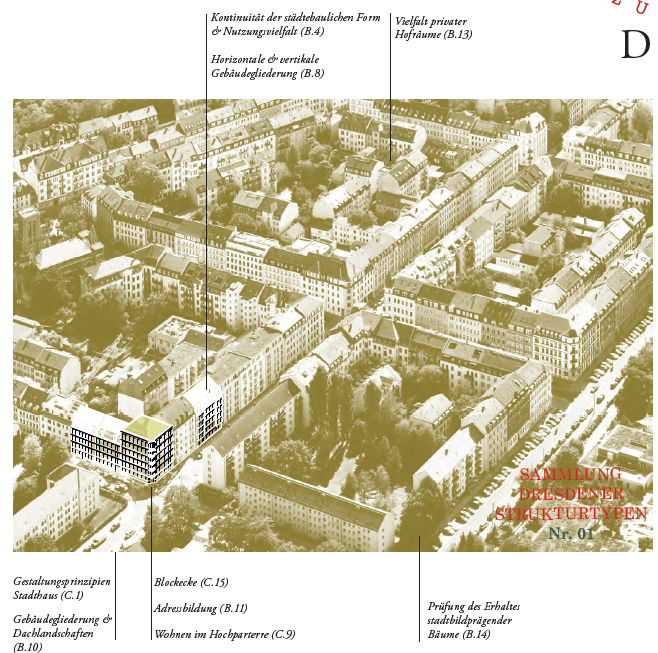 Z U
D
Kontinuität der städtebaulichen Form
& Nutzungsvielfalt (B.4)
Horizontale & vertikale
Gebäudegliederung (B.8)
Vielfalt privater
Hofräume (B.13)
SAMMLUNG
DRESDENER
STRUKTURTYPEN
Nr. 01
Gestaltungsprinzipien
Stadthaus (C.1)
Gebäudegliederung &
Dachlandschaften
(B.10)
Blockecke (C.15)
Adressbildung (B.11)
Wohnen im Hochparterre (C.9)
Prüfung des Erhaltes
stadtbildprägender
Bäume (B.14)